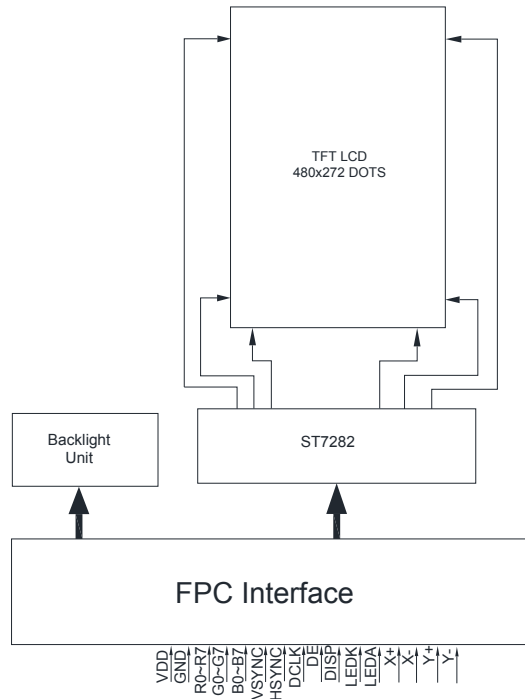 TFT LCD
480x272 DOTS
ST7282
Backlight
Unit
FPC Interface
VDD
GND
R0~R7
G0~G7
B0~B7
VSYNC
HSYNC
DCLK
DE
DISP
LEDK
LEDA
X+
X-
Y+
Y-